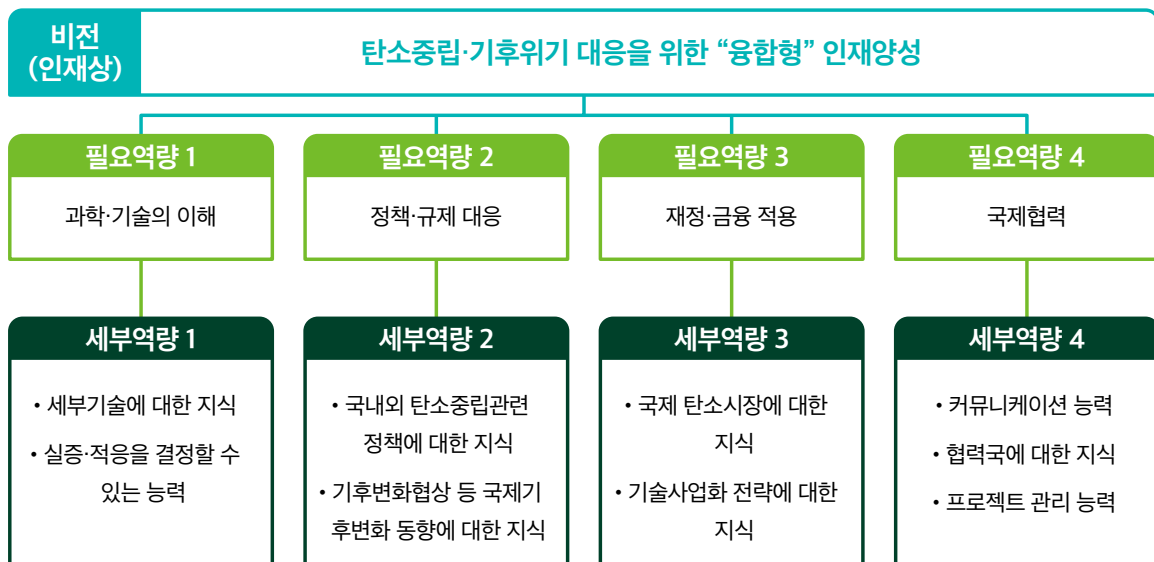 비전
(인재상)
탄소중립·기후위기 대응을 위한 “융합형” 인재양성
필요역량 1
과학·기술의 이해
필요역량 2
정책·규제 대응
필요역량 3
재정·금융 적용
필요역량 4
국제협력
세부역량 1
• 세부기술에 대한 지식
• 실증·적응을 결정할 수
있는 능력
세부역량 2
• 국내외 탄소중립관련
정책에 대한 지식
• 기후변화협상 등 국제기
후변화 동향에 대한 지식
세부역량 3
• 국제 탄소시장에 대한
지식
• 기술사업화 전략에 대한
지식
세부역량 4
• 커뮤니케이션 능력
• 협력국에 대한 지식
• 프로젝트 관리 능력